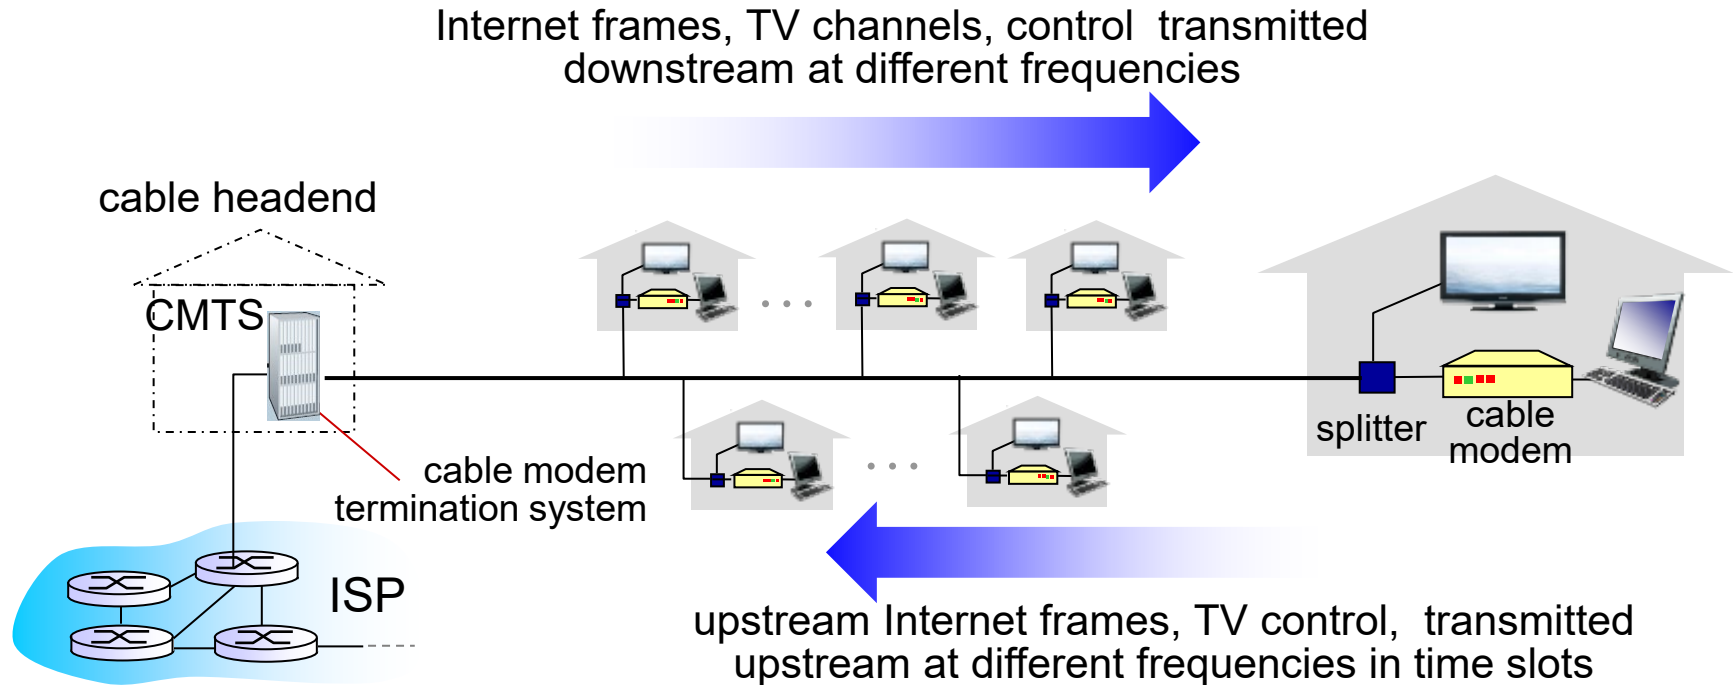 Internet frames, TV channels, control  transmitted
downstream at different frequencies
cable headend
CMTS
splitter
cable
modem
cable modem
termination system
ISP
upstream Internet frames, TV control,  transmitted
upstream at different frequencies in time slots